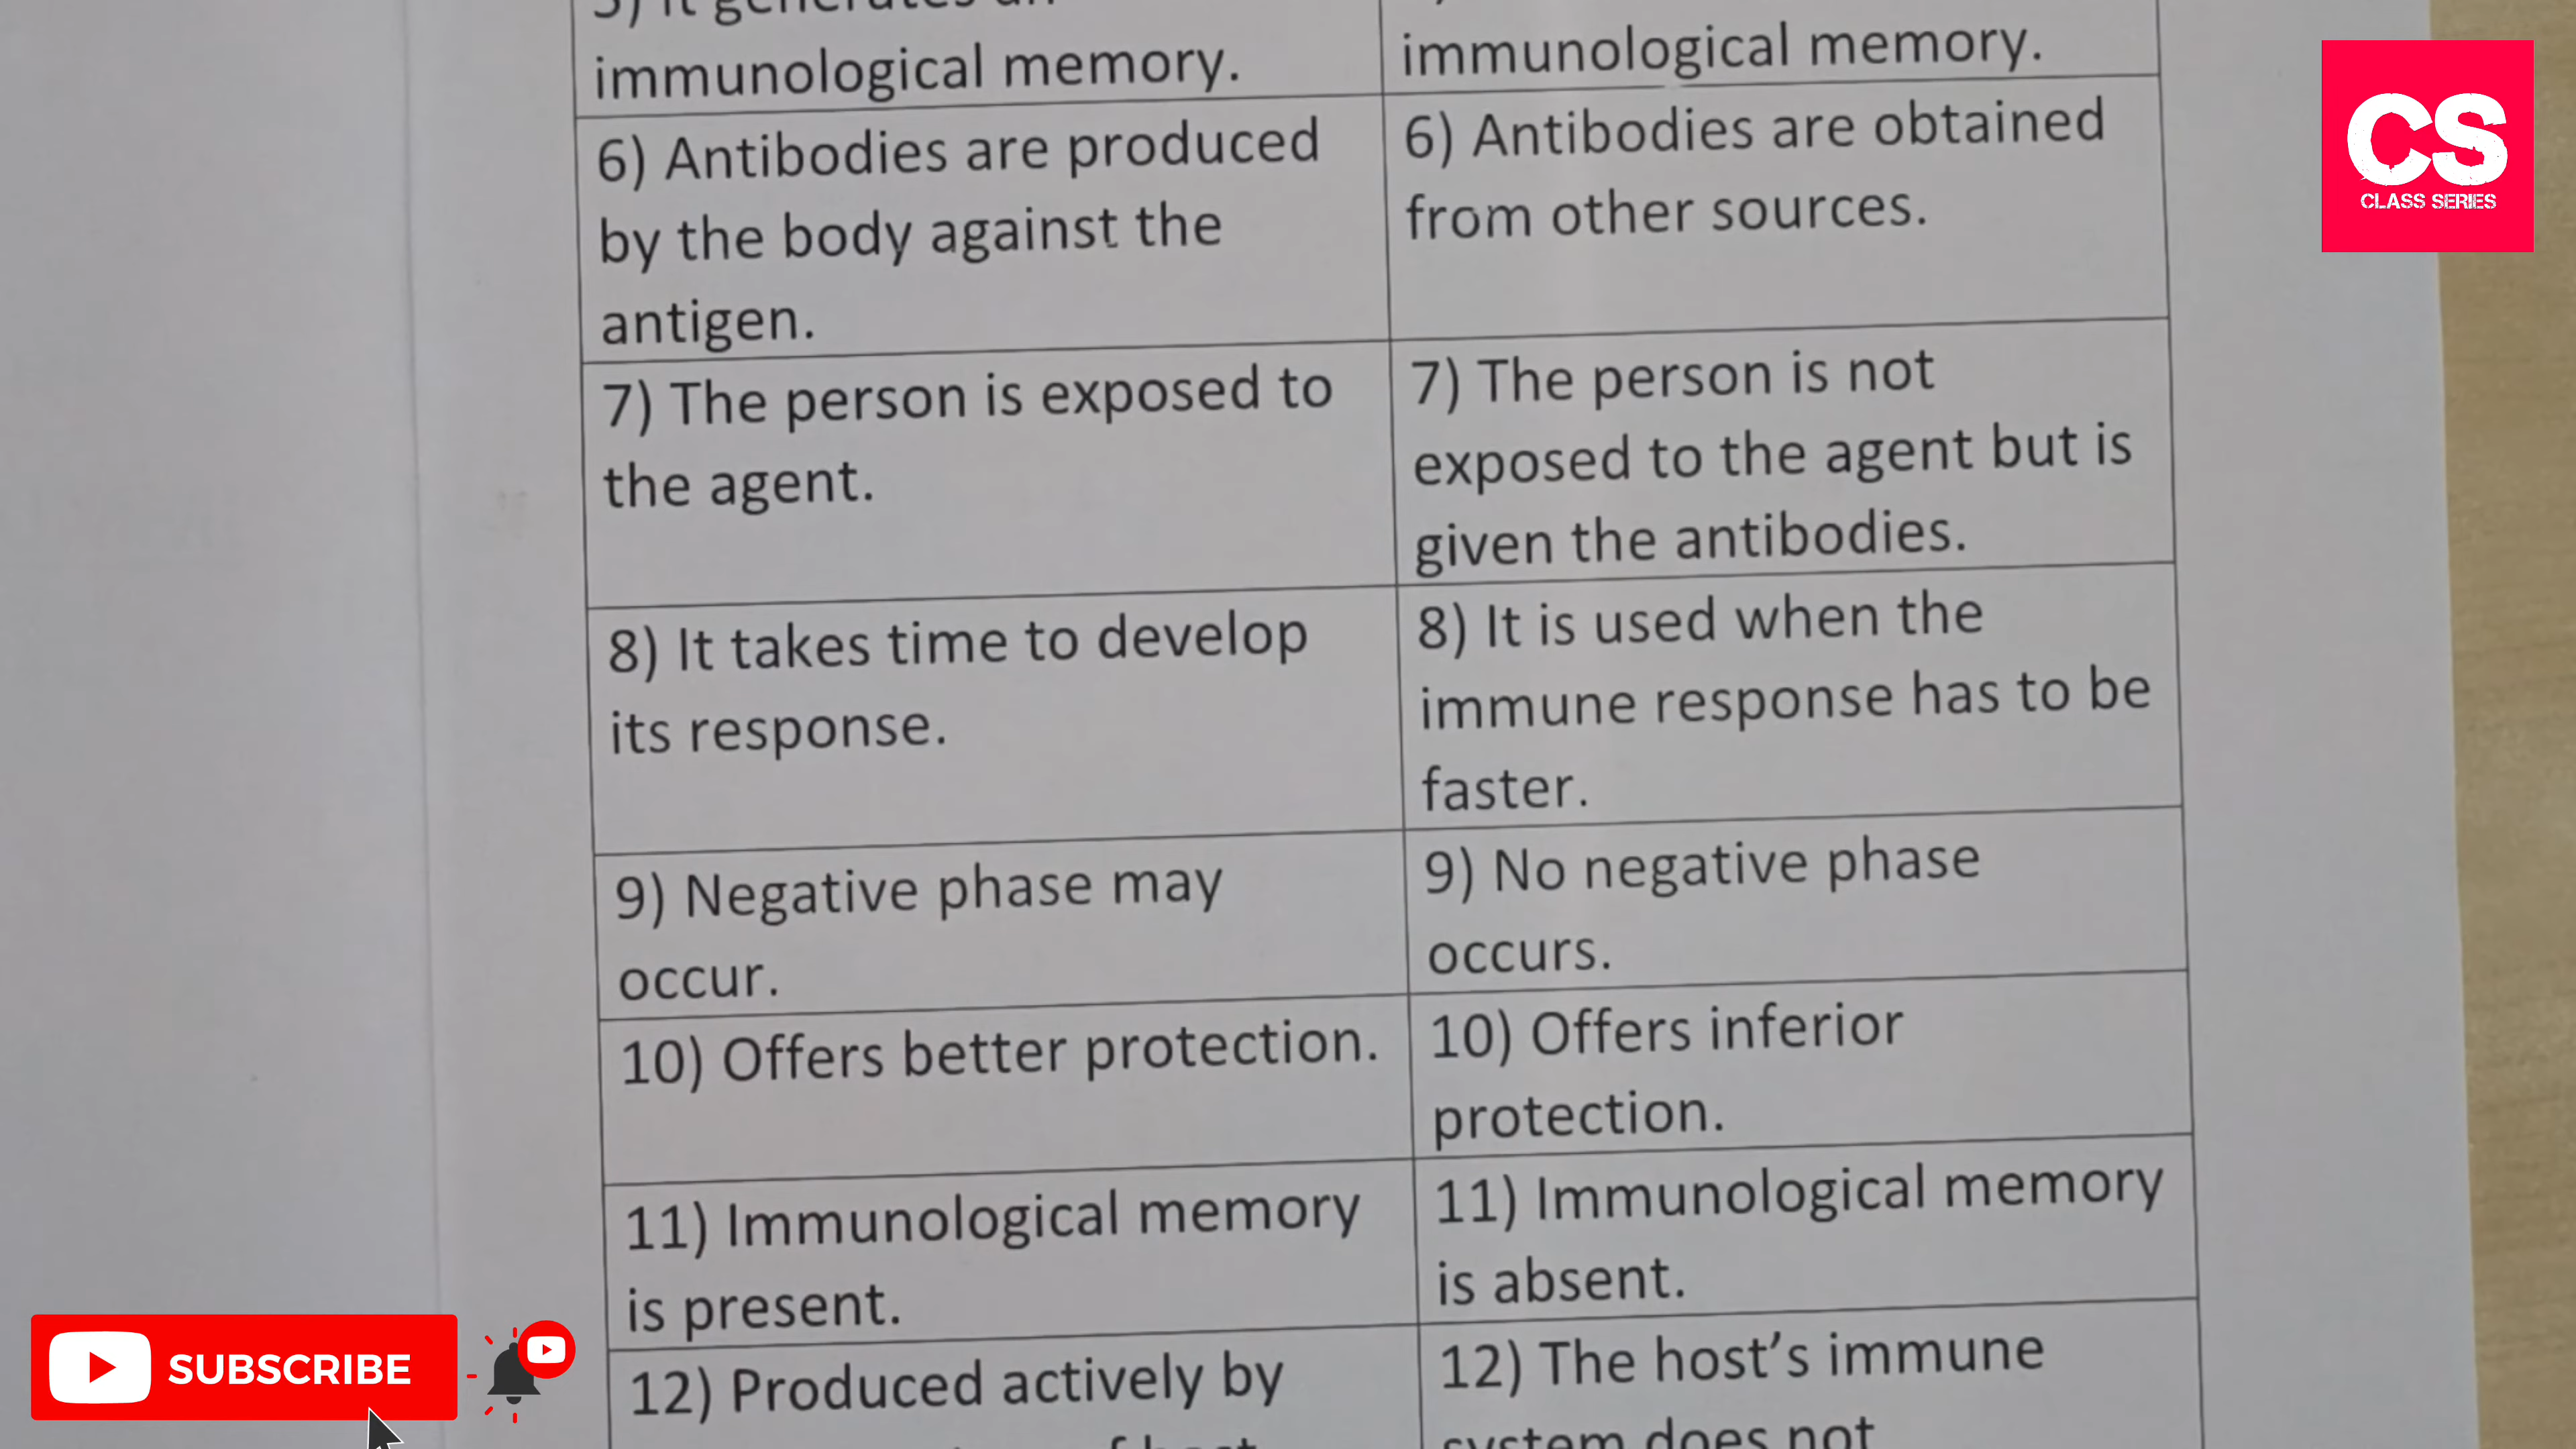 immunological memory.
6) Antibodies are produced
by the body against the
antigen.
7) The person is exposed to
the agent.
8) It takes time to develop
its response.
9) Negative phase may
occur.
10) Offers better protection.
11) Immunological memory
is present.
12) Produced actively by
immunological memory.
6) Antibodies are obtained
from other sources.
7) The person is not
exposed to the agent but is
given the antibodies.
8) It is used when the
immune response has to be
faster.
9) No negative phase
occurs.
10) Offers inferior
protection.
11) Immunological memory
is absent.
12) The host's immune
system does not
CS
CLASS SERIES
SUBSCRIBE